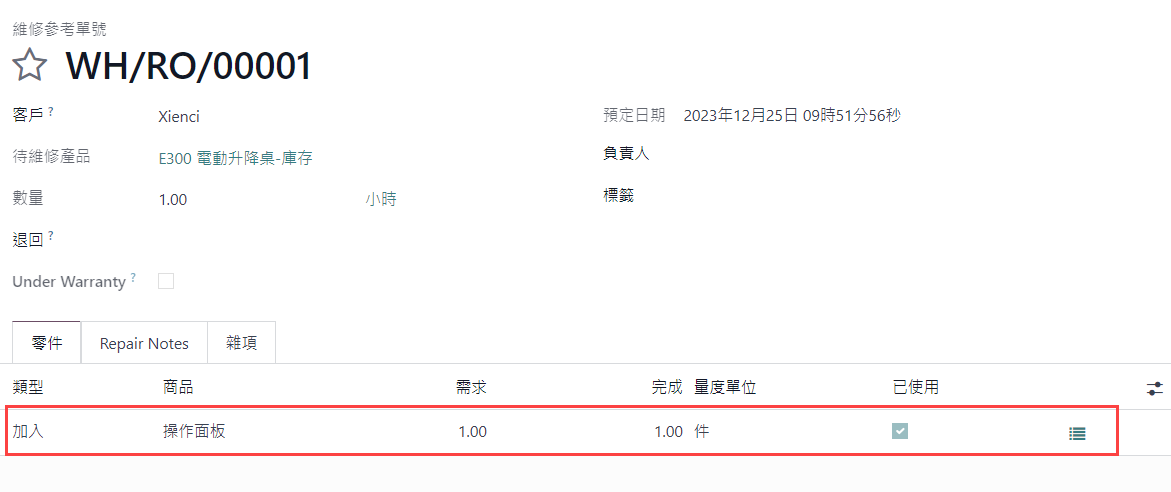 維修參考單號
WH/RO/00001
客戶 ? Xienci
預定日期 2023年12月25日 09時51分56秒
待維修產品 E300 電動升降桌-庫存
負責人
數量 1.00 小時
標籤
退回 ?
Under Warranty ?
零件 Repair Notes 雜項
類型 商品 需求 完成 量度單位 已使用
加入 操作面板 1.00 1.00 件